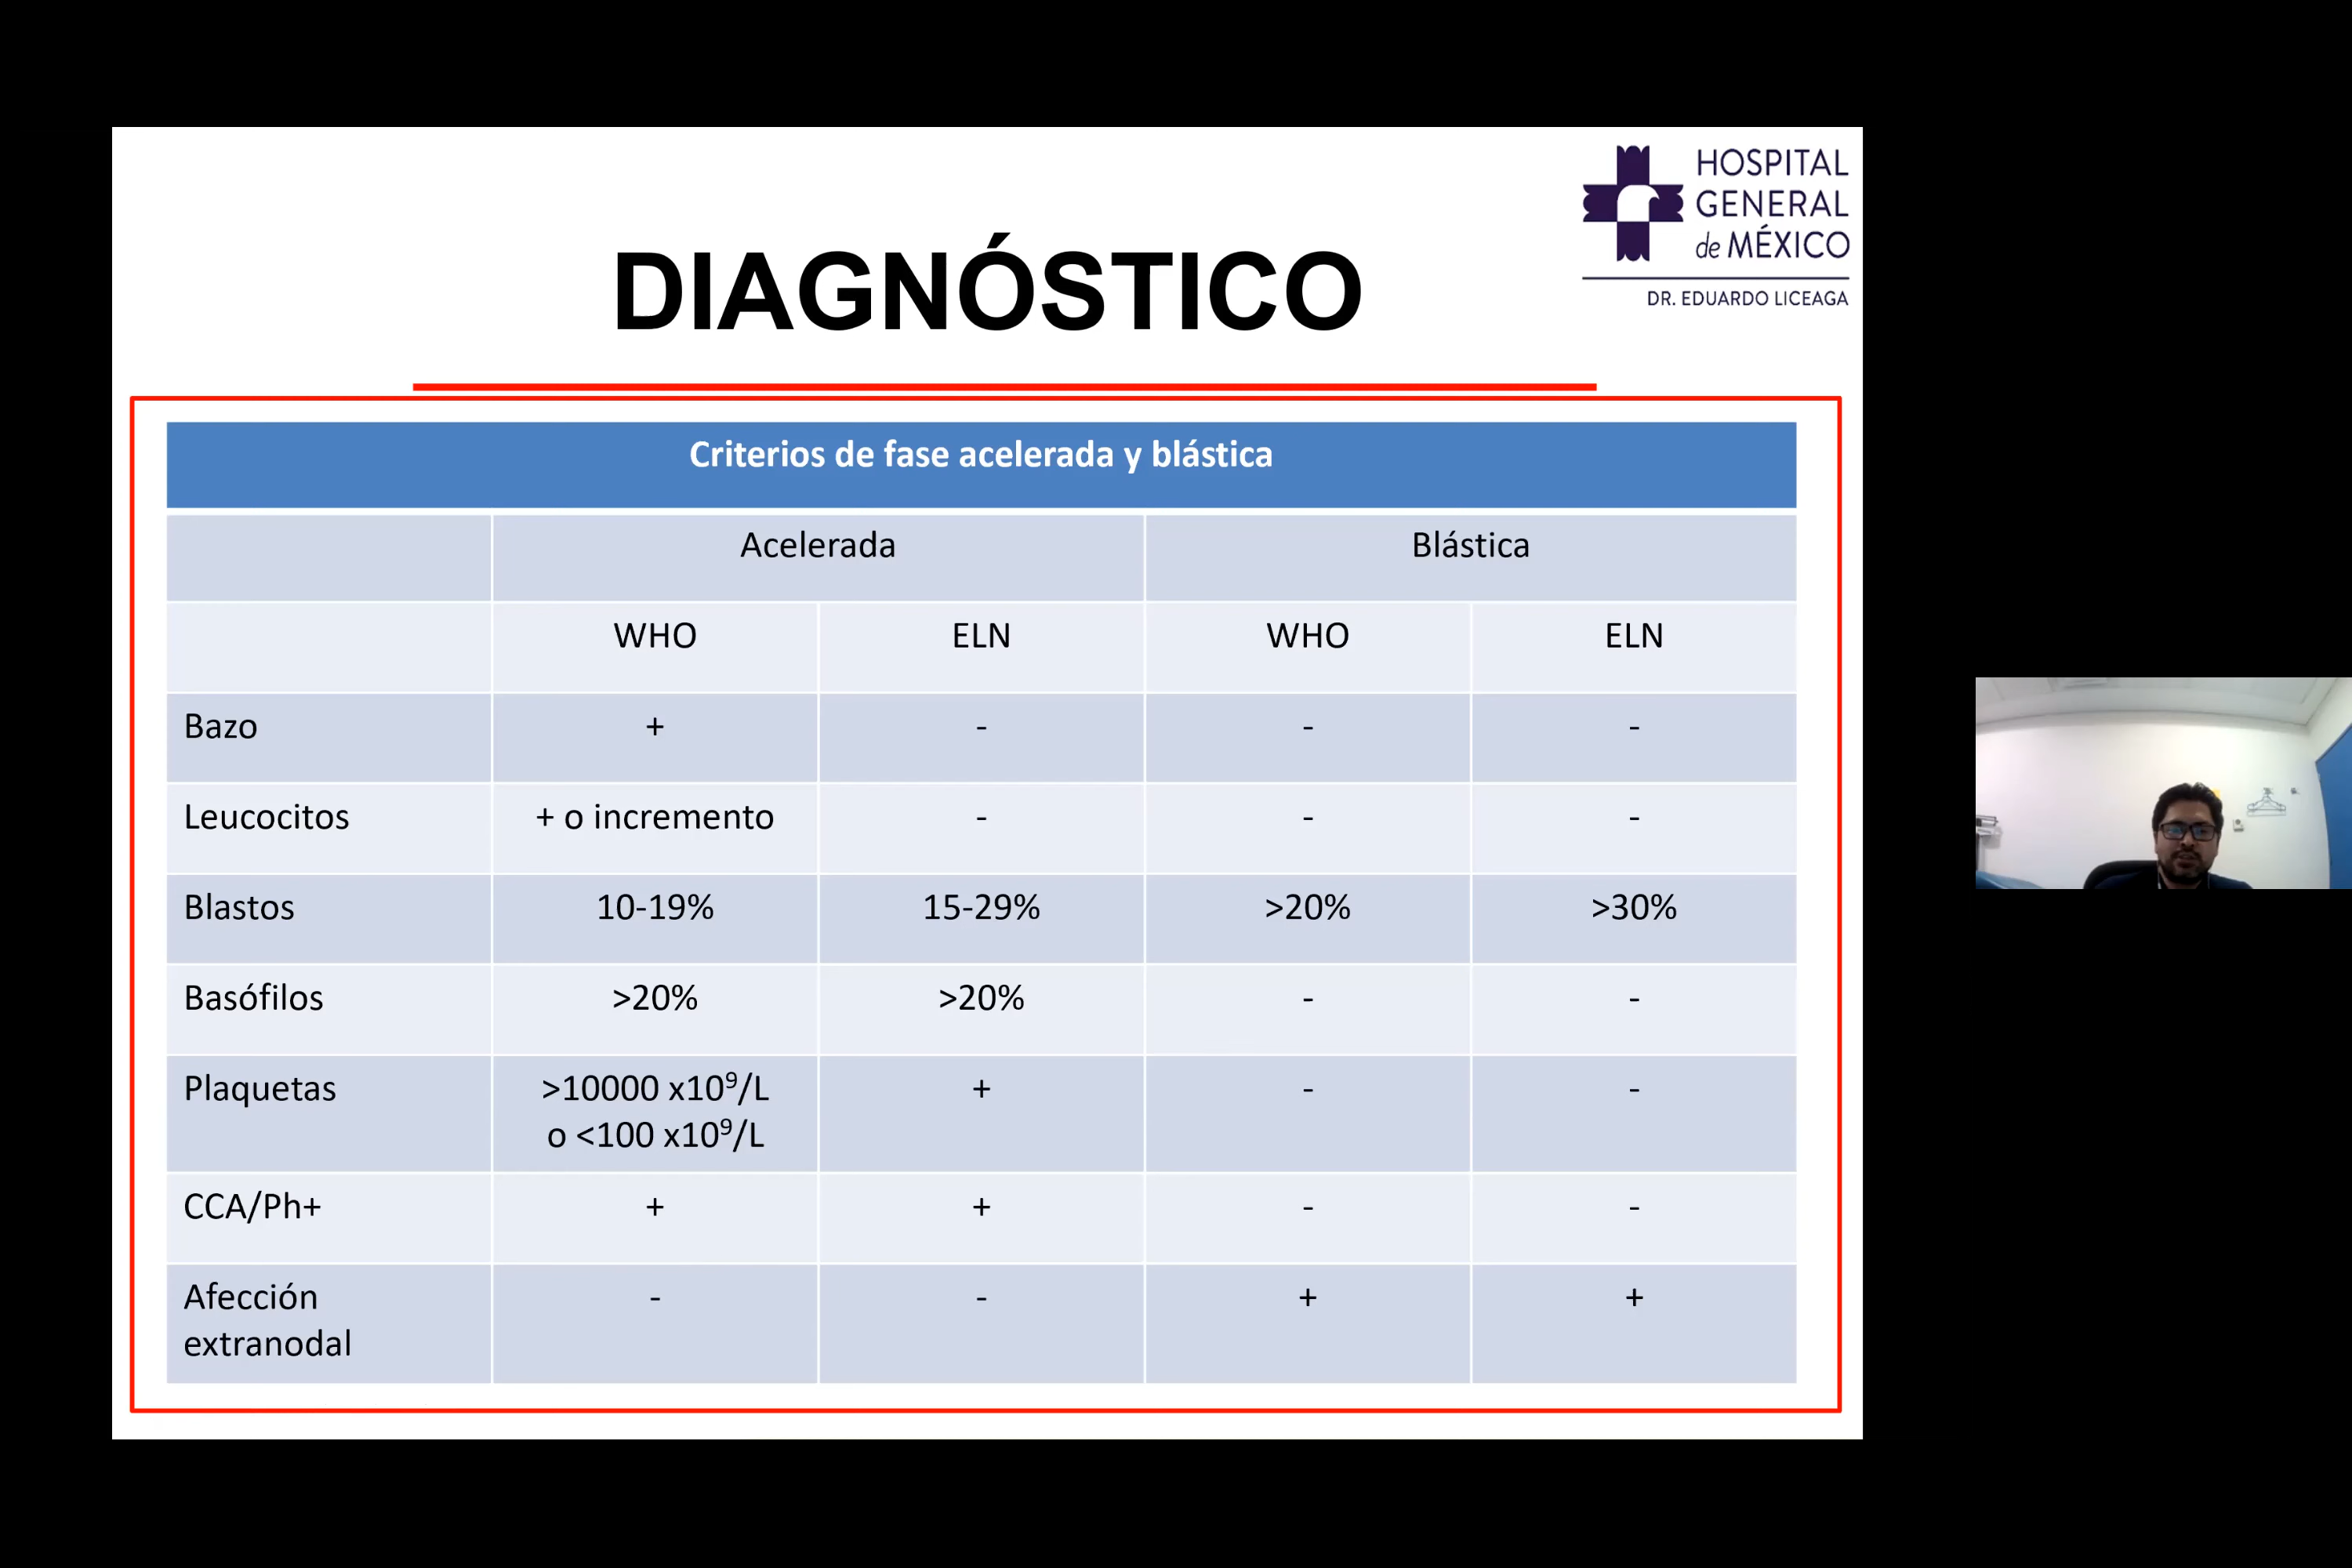 HOSPITAL
GENERAL
de MÉXICO
DR. EDUARDO LICEAGA
DIAGNÓSTICO
Criterios de fase acelerada y blástica
Acelerada Blástica
WHO ELN WHO ELN
Bazo + - - -
Leucocitos + o incremento - - -
Blastos 10-19% 15-29% >20% >30%
Basófilos >20% >20% - -
Plaquetas >10000 x10⁹/L + - -
o <100 x10⁹/L
CCA/Ph+ + + - -
Afección - - + +
extranodal